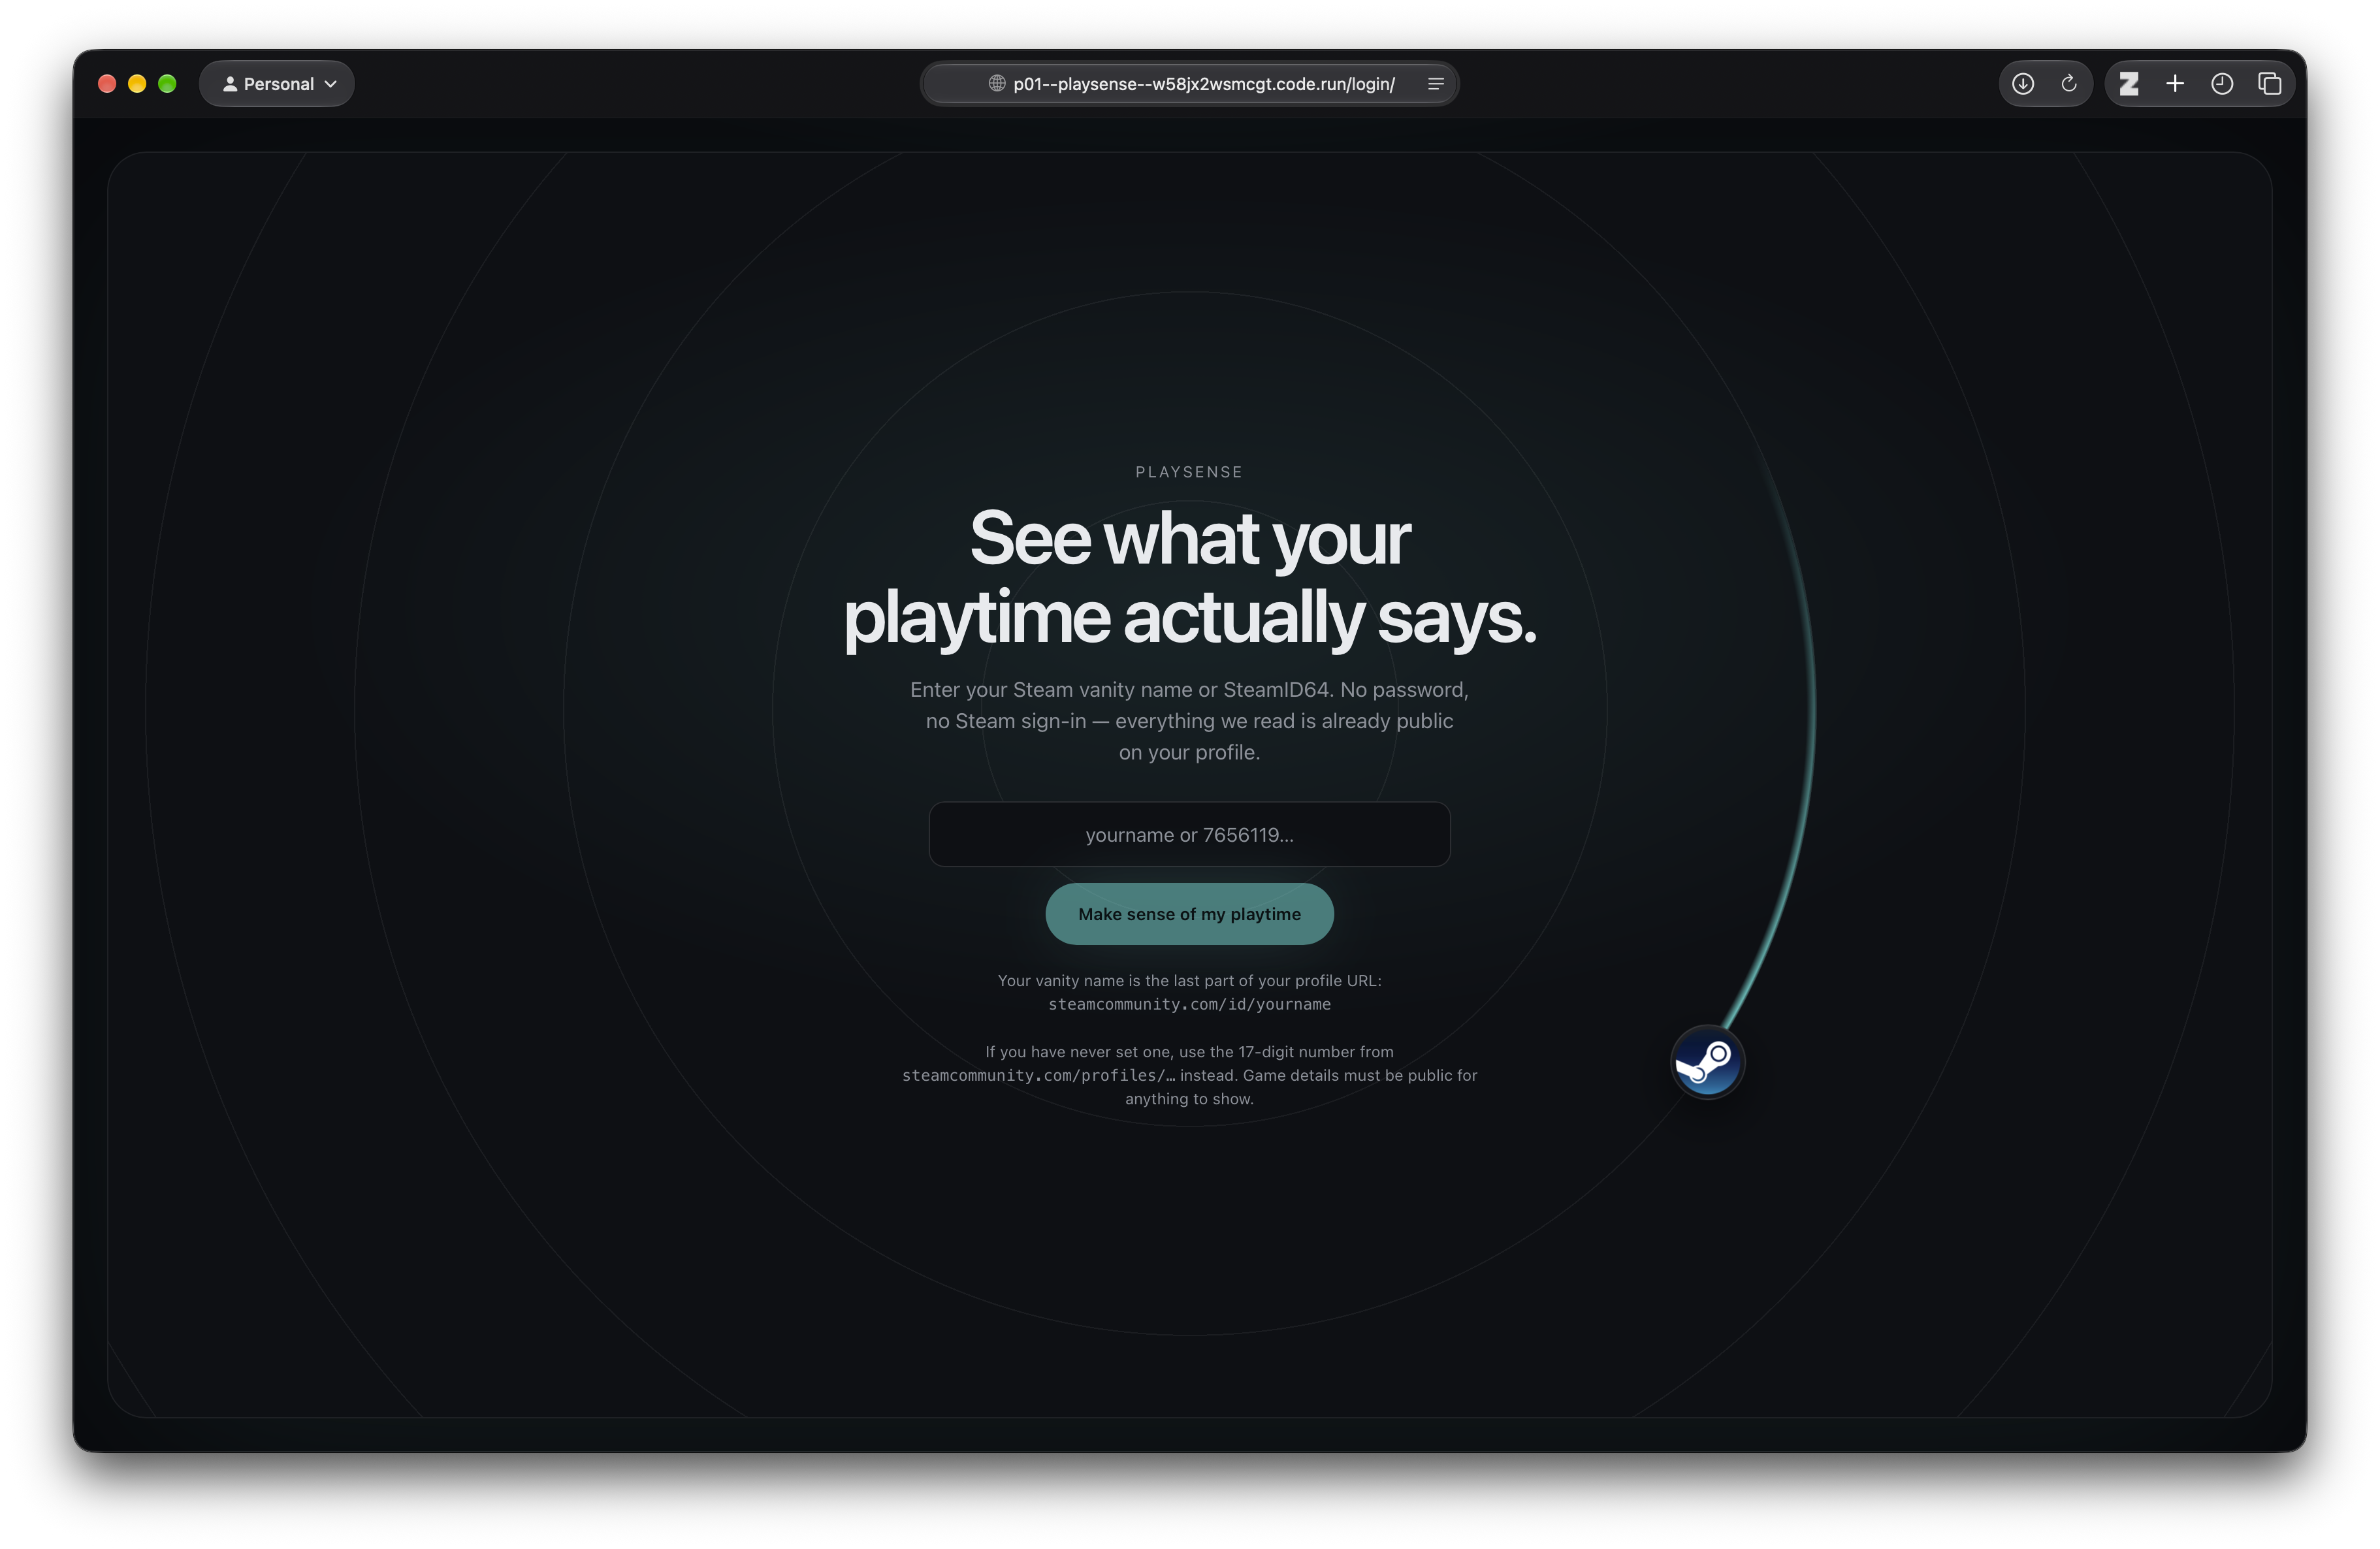 Personal
p01--playsense--w58jx2wsmcgt.code.run/login/
PLAYSENSE
See what your
playtime actually says.
Enter your Steam vanity name or SteamID64. No password,
no Steam sign-in — everything we read is already public
on your profile.
yourname or 7656119...
Make sense of my playtime
Your vanity name is the last part of your profile URL:
steamcommunity.com/id/yourname
If you have never set one, use the 17-digit number from
steamcommunity.com/profiles/… instead. Game details must be public for
anything to show.